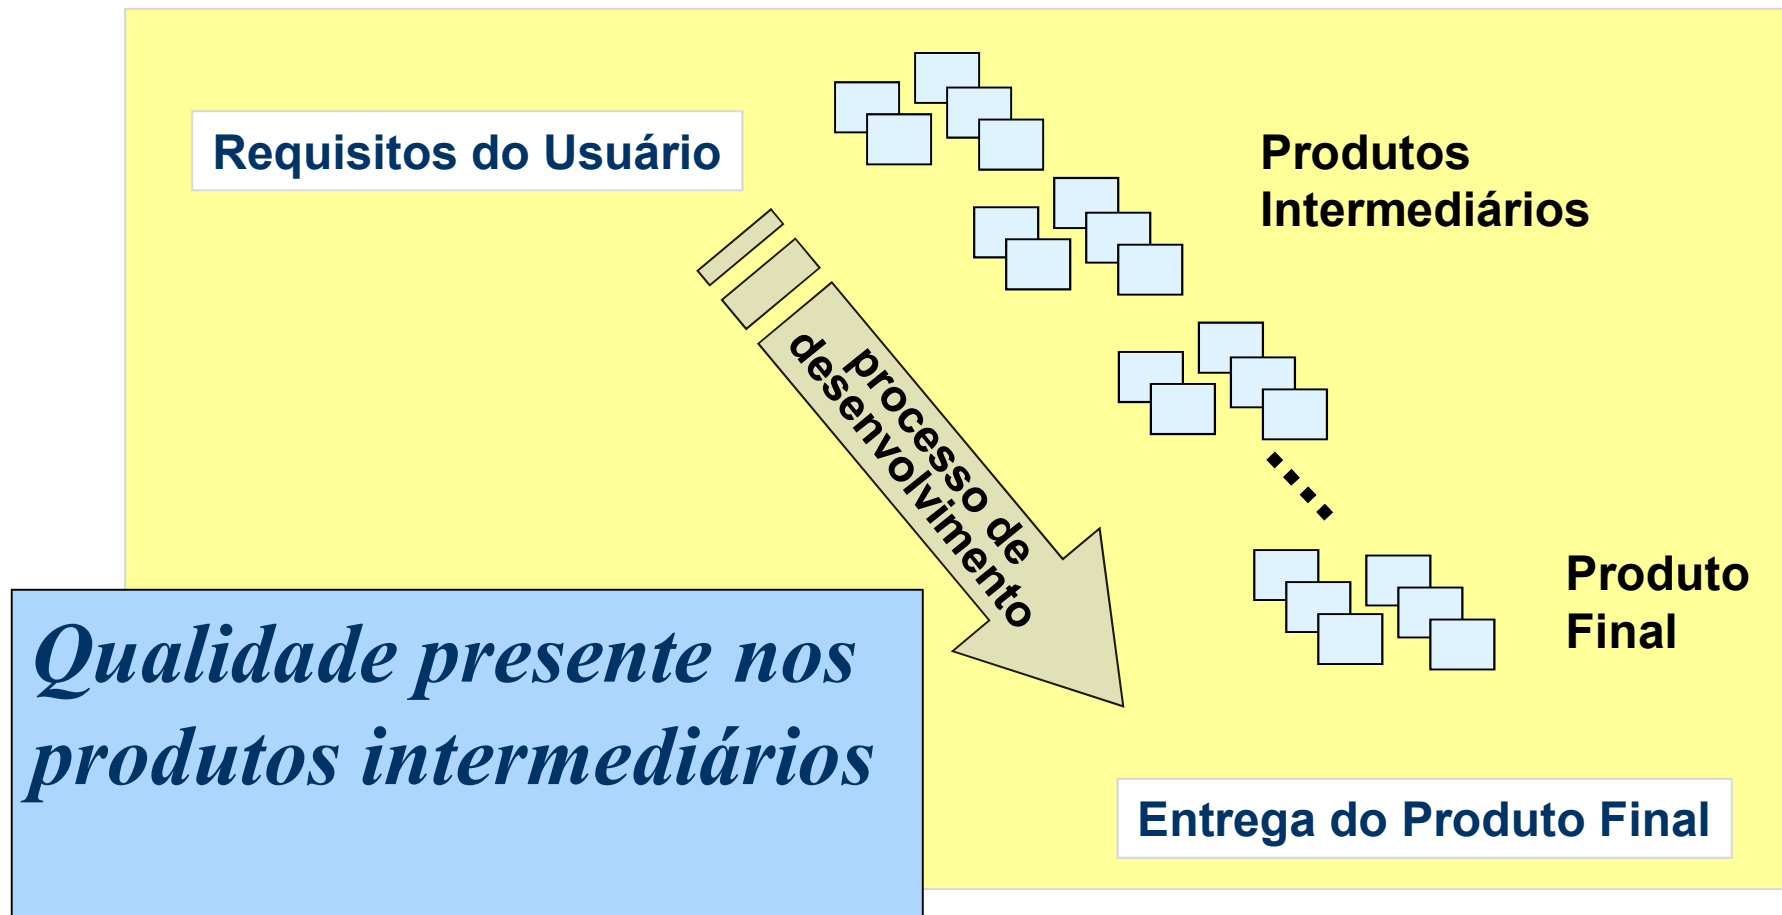 Requisitos do Usuário
Produtos
Intermediários
processo de
desenvolvimento
Produto
Final
Qualidade presente nos
produtos intermediários
Entrega do Produto Final